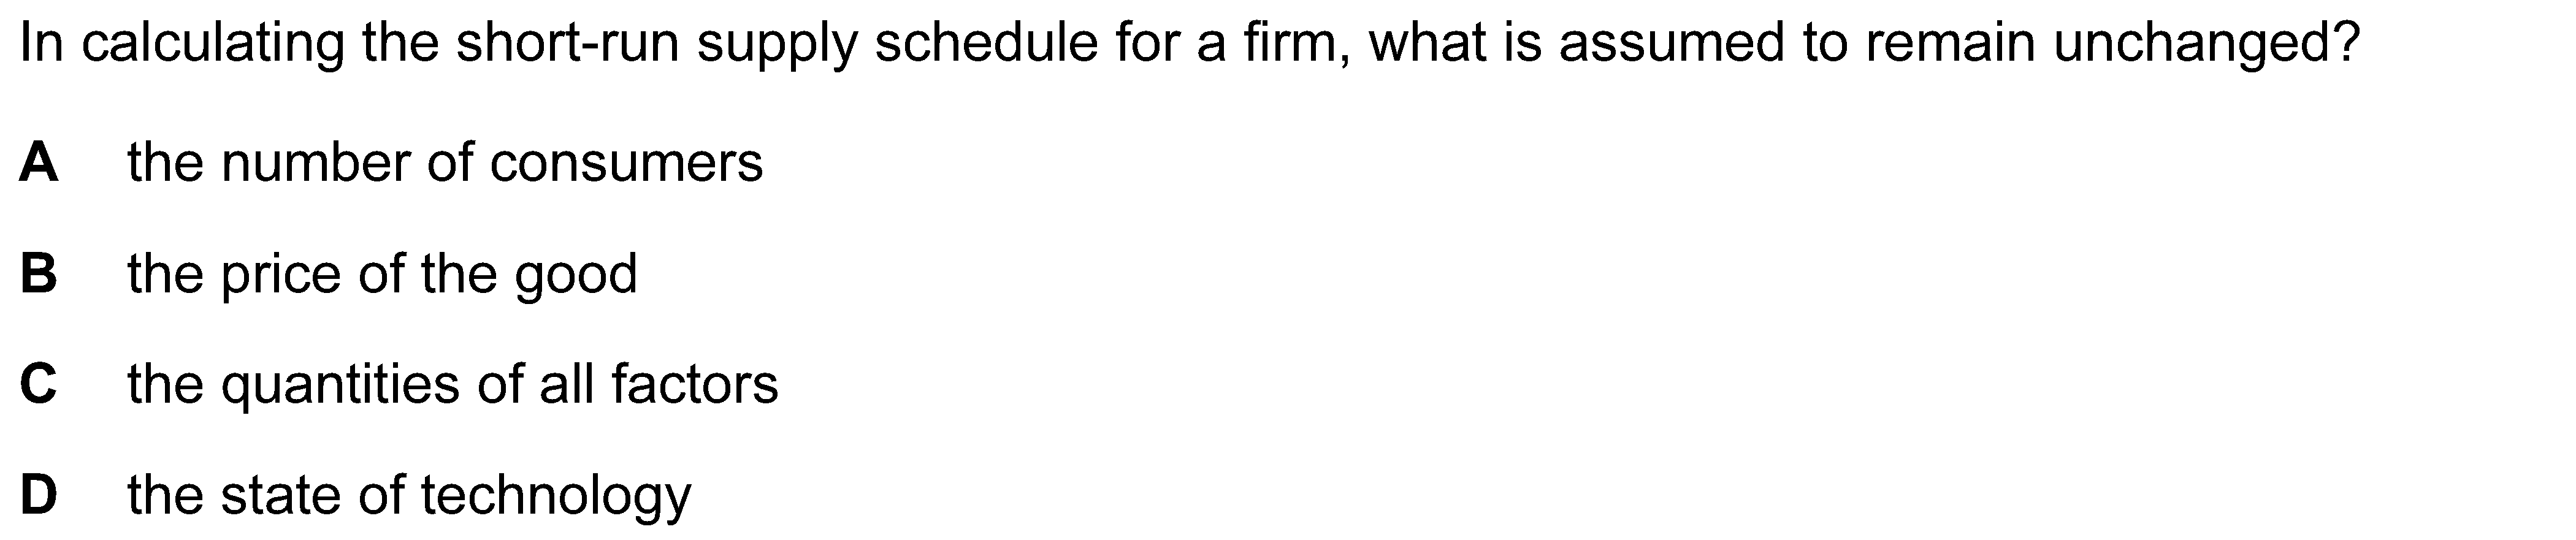 In calculating the short-run supply schedule for a firm, what is assumed to remain unchanged?
A the number of consumers
B the price of the good
C the quantities of all factors
D the state of technology